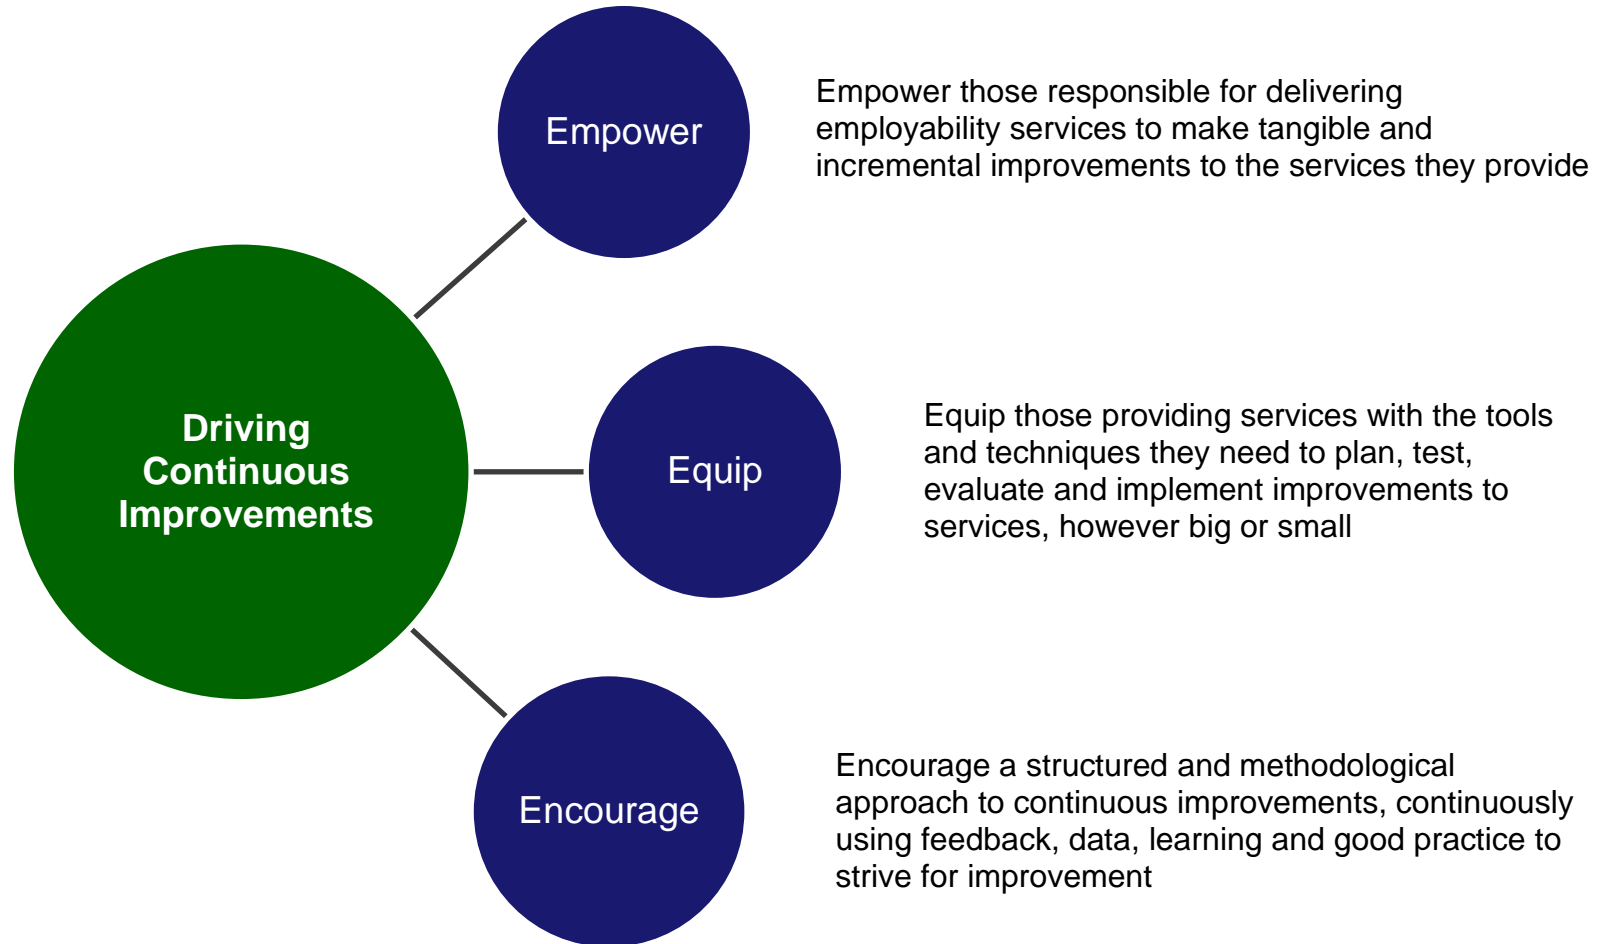 Empower
Empower those responsible for delivering
employability services to make tangible and
incremental improvements to the services they provide
Driving
Continuous
Improvements
Equip
Equip those providing services with the tools
and techniques they need to plan, test,
evaluate and implement improvements to
services, however big or small
Encourage
Encourage a structured and methodological
approach to continuous improvements, continuously
using feedback, data, learning and good practice to
strive for improvement